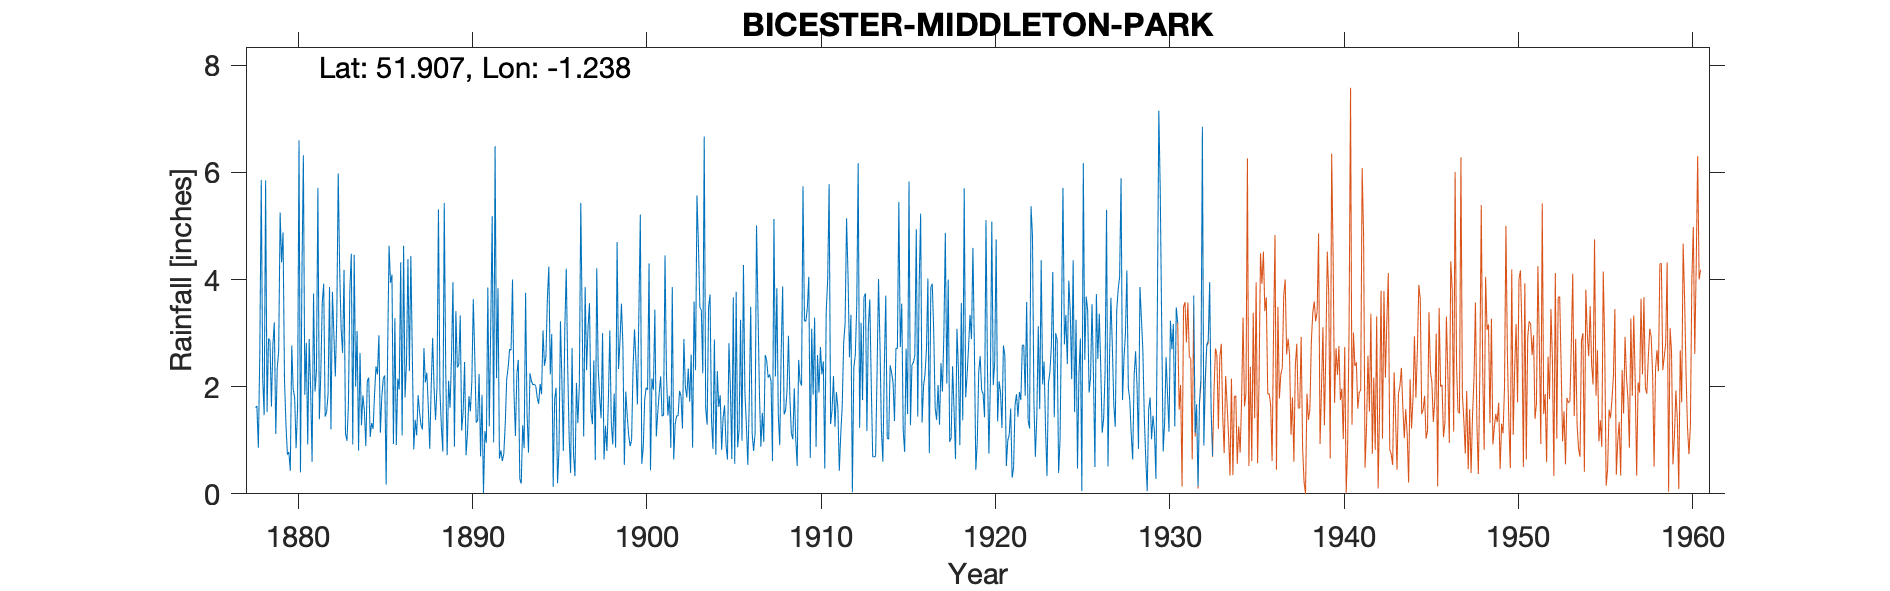 BICESTER-MIDDLETON-PARK
Lat: 51.907, Lon: -1.238
8
6
4
2
0
Rainfall [inches]
1880 1890 1900 1910 1920 1930 1940 1950 1960
Year